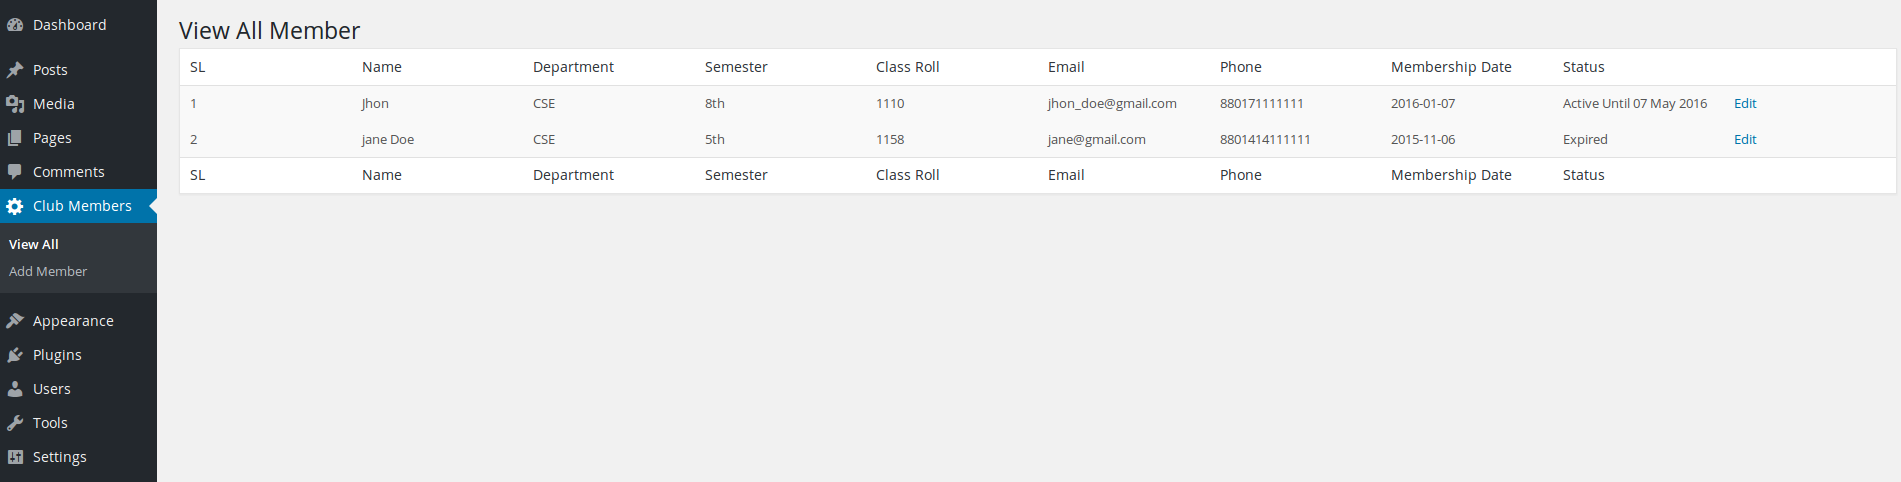 Dashboard
Posts
Media
Pages
Comments
Club Members
View All
Add Member
Appearance
Plugins
Users
Tools
Settings
View All Member
SL Name Department Semester Class Roll Email Phone Membership Date Status
1 Jhon CSE 8th 1110 jhon_doe@gmail.com 880171111111 2016-01-07 Active Until 07 May 2016 Edit
2 jane Doe CSE 5th 1158 jane@gmail.com 8801414111111 2015-11-06 Expired Edit
SL Name Department Semester Class Roll Email Phone Membership Date Status